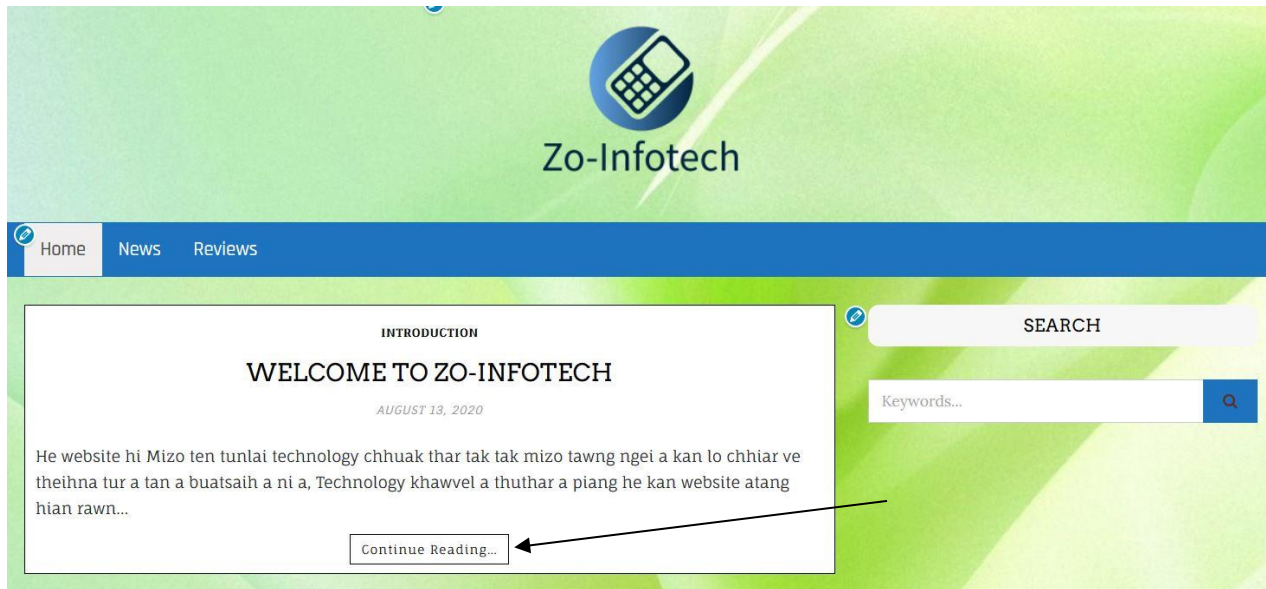 Zo-Infotech
Home News Reviews
INTRODUCTION
WELCOME TO ZO-INFOTECH
AUGUST 13, 2020
He website hi Mizo ten tunlai technology chhuak thar tak tak mizo tawng ngei a kan lo chhiar ve
theihna tur a tan a buatsaih a ni a, Technology khawvel a thuthar a piang he kan website atang
hian rawn...
Continue Reading...
SEARCH
Keywords...